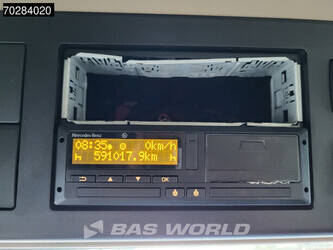 70284020
Mercedes-Benz
08:35 0km/h
591017.9km
OK
BAS WORLD